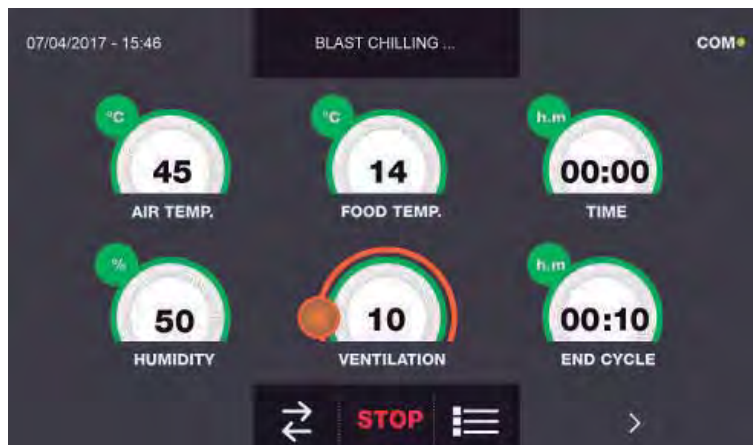 07/04/2017 - 15:46
BLAST CHILLING ...
COM
°C
45
AIR TEMP.
°C
14
FOOD TEMP.
h.m
00:00
TIME
%
50
HUMIDITY
10
VENTILATION
h.m
00:10
END CYCLE
STOP